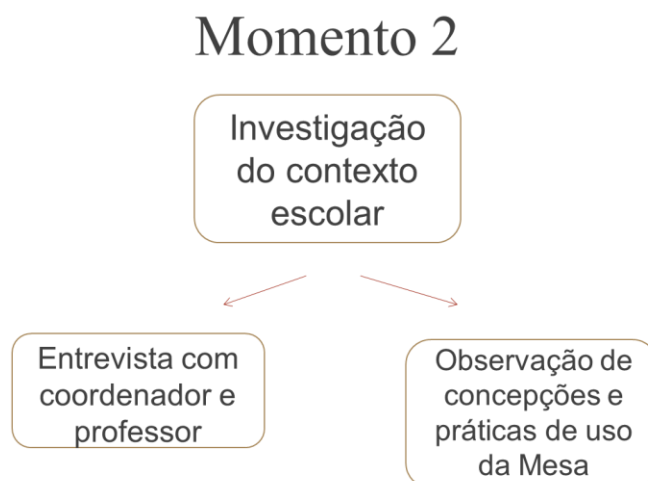 Momento 2
Investigação
do contexto
escolar
Entrevista com
coordenador e
professor
Observação de
concepções e
práticas de uso
da Mesa